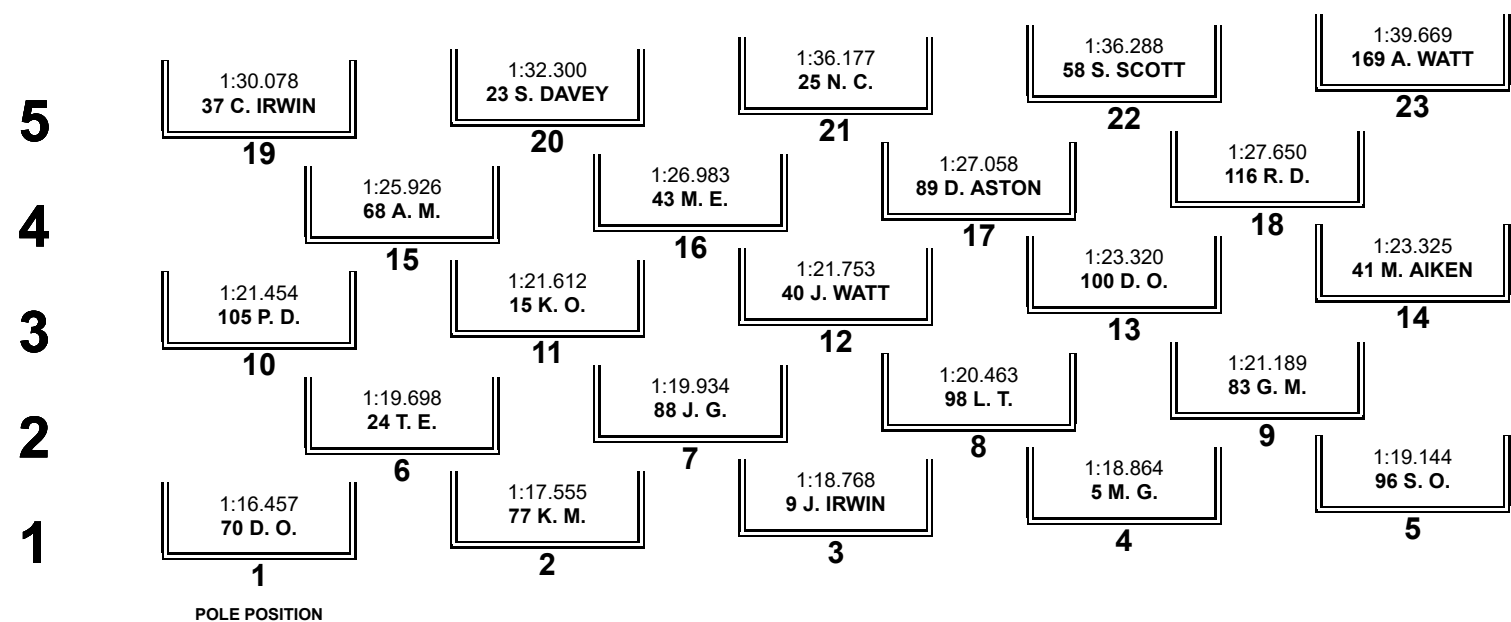 5
1:30.078
37 C. IRWIN
19
1:32.300
23 S. DAVEY
20
1:36.177
25 N. C.
21
1:36.288
58 S. SCOTT
22
1:39.669
169 A. WATT
23
4
1:25.926
68 A. M.
15
1:26.983
43 M. E.
16
1:27.058
89 D. ASTON
17
1:27.650
116 R. D.
18
3
1:21.454
105 P. D.
10
1:21.612
15 K. O.
11
1:21.753
40 J. WATT
12
1:23.320
100 D. O.
13
1:23.325
41 M. AIKEN
14
2
1:19.698
24 T. E.
6
1:19.934
88 J. G.
7
1:20.463
98 L. T.
8
1:21.189
83 G. M.
9
1
1:16.457
70 D. O.
1
1:17.555
77 K. M.
2
1:18.768
9 J. IRWIN
3
1:18.864
5 M. G.
4
1:19.144
96 S. O.
5
POLE POSITION